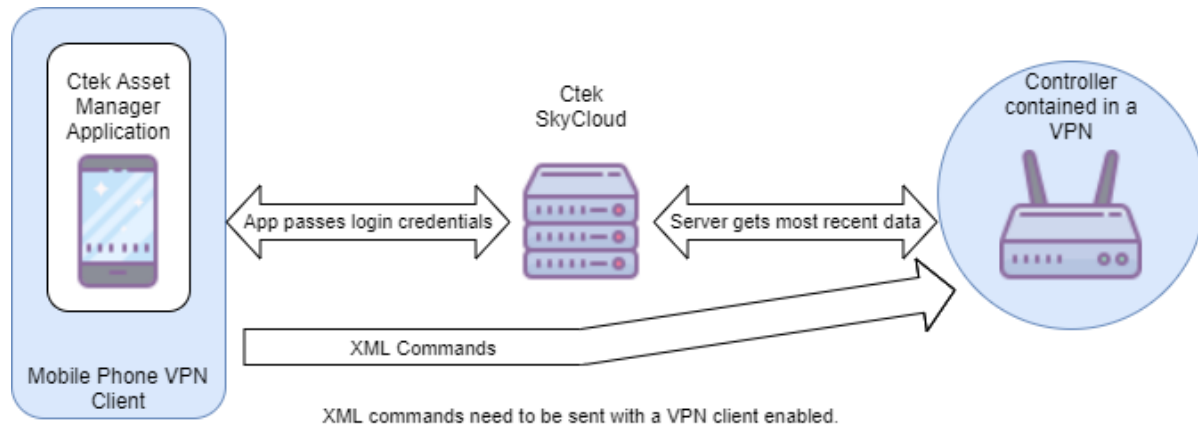 Ctek Asset
Manager
Application
Mobile Phone VPN
Client
App passes login credentials
Ctek
SkyCloud
Server gets most recent data
Controller
contained in a
VPN
XML Commands
XML commands need to be sent with a VPN client enabled.